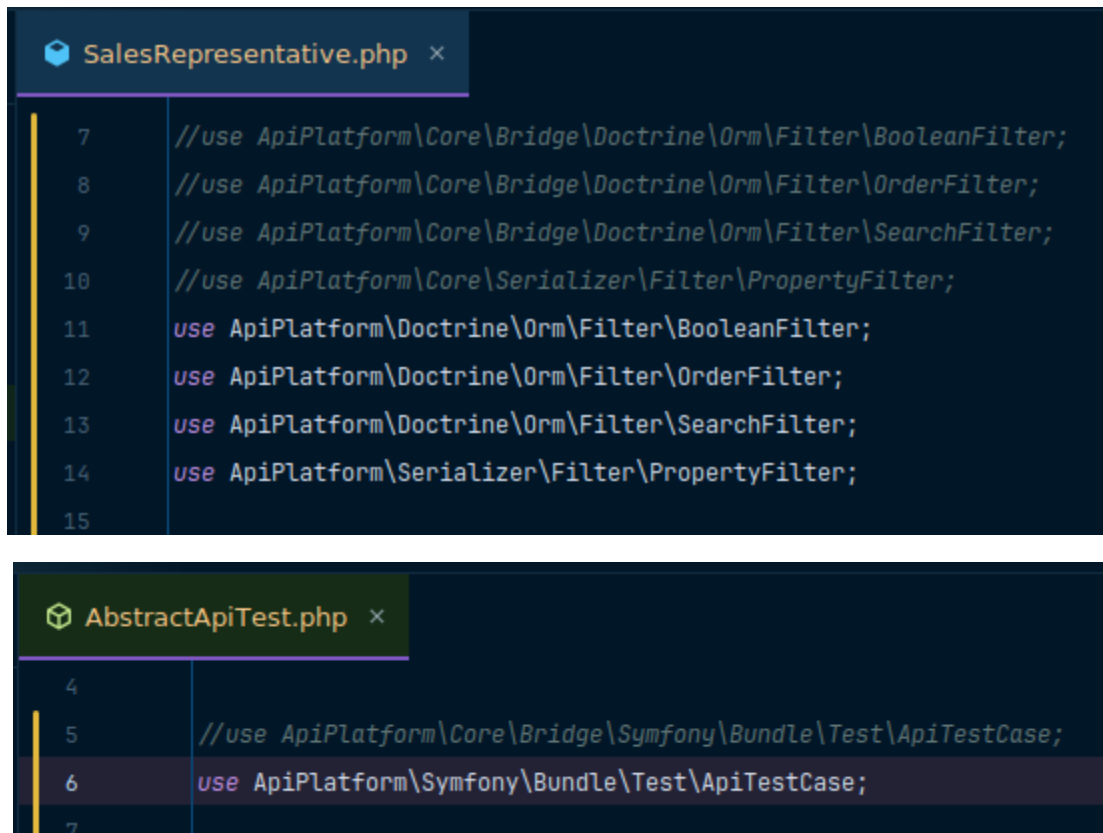 SalesRepresentative.php ×
7 //use ApiPlatform\Core\Bridge\Doctrine\Orm\Filter\BooleanFilter;
8 //use ApiPlatform\Core\Bridge\Doctrine\Orm\Filter\OrderFilter;
9 //use ApiPlatform\Core\Bridge\Doctrine\Orm\Filter\SearchFilter;
10 //use ApiPlatform\Core\Serializer\Filter\PropertyFilter;
11 use ApiPlatform\Doctrine\Orm\Filter\BooleanFilter;
12 use ApiPlatform\Doctrine\Orm\Filter\OrderFilter;
13 use ApiPlatform\Doctrine\Orm\Filter\SearchFilter;
14 use ApiPlatform\Serializer\Filter\PropertyFilter;
15
AbstractApiTest.php ×
4
5 //use ApiPlatform\Core\Bridge\Symfony\Bundle\Test\ApiTestCase;
6 use ApiPlatform\Symfony\Bundle\Test\ApiTestCase;
7